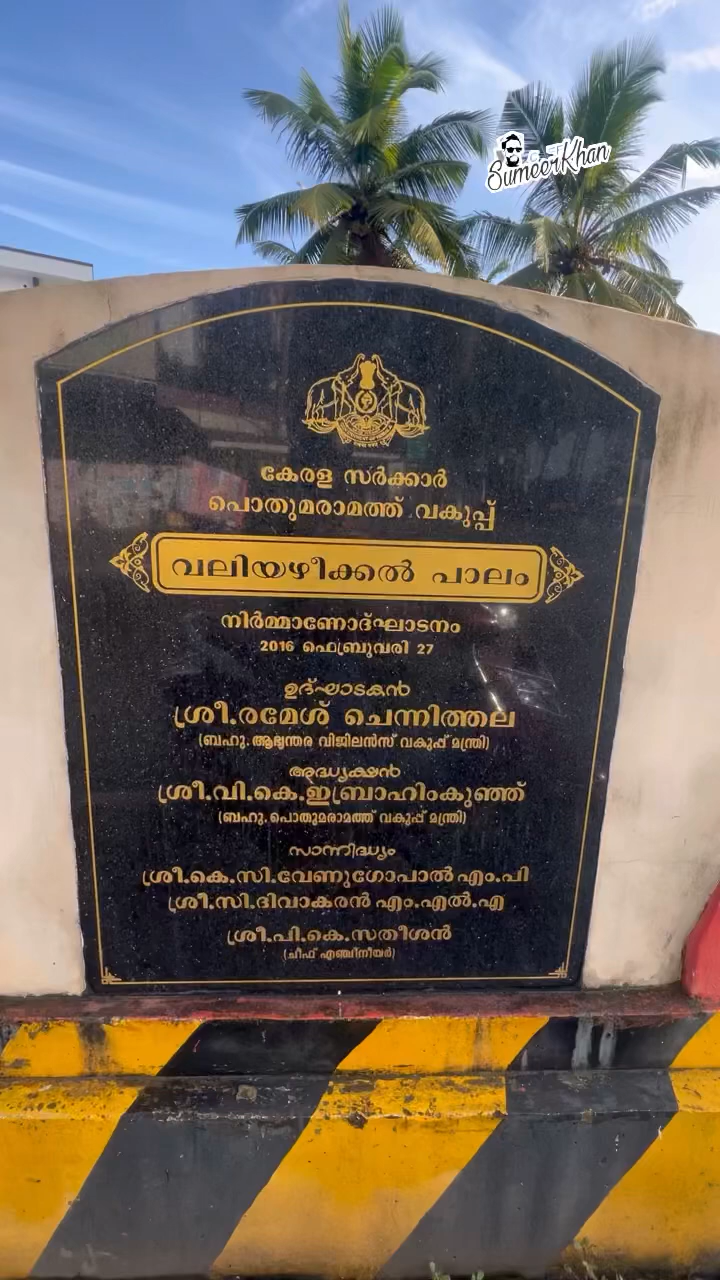 SumeerKhan
കേരള സർക്കാർ
പൊതുമരാമത്ത് വകുപ്പ്
വലിയഴീക്കൽ പാലം
നിർമ്മാണോദ്ഘാടനം
2016 ഫെബ്രുവരി 27
ഉദ്ഘാടകൻ
ശ്രീ.രമേശ് ചെന്നിത്തല
(ബഹു. ആഭ്യന്തര വിജിലൻസ് വകുപ്പ് മന്ത്രി)
അദ്ധ്യക്ഷൻ
ശ്രീ.വി.കെ.ഇബ്രാഹിംകുഞ്ഞ്
(ബഹു. പൊതുമരാമത്ത് വകുപ്പ് മന്ത്രി)
സാന്നിദ്ധ്യം
ശ്രീ.കെ.സി.വേണുഗോപാൽ എം.പി
ശ്രീ.സി.ദിവാകരൻ എം.എൽ.എ
ശ്രീ.പി.കെ.സതീശൻ
(ചീഫ് എഞ്ചിനീയർ)